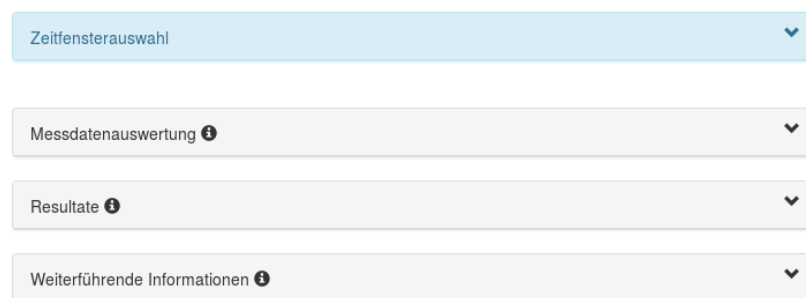 Zeitfensterauswahl
Messdatenauswertung
Resultate
Weiterführende Informationen